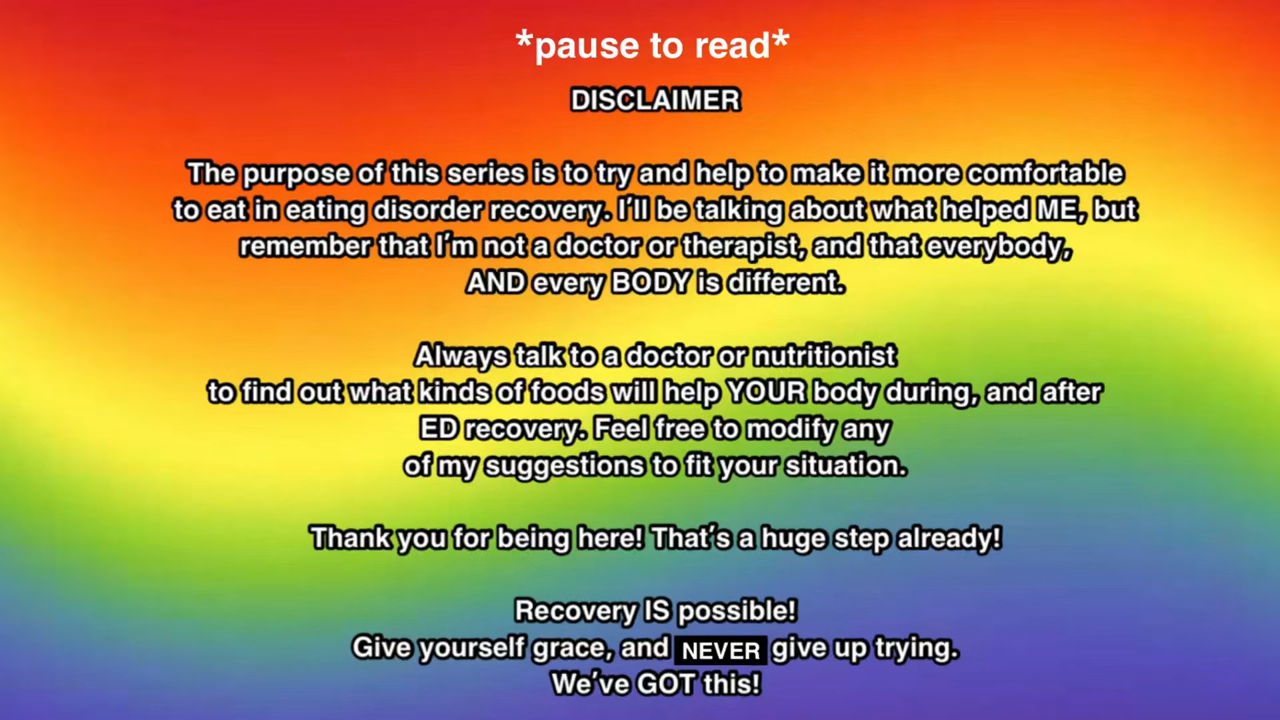 *pause to read*
DISCLAIMER
The purpose of this series is to try and help to make it more comfortable
to eat in eating disorder recovery. I'll be talking about what helped ME, but
remember that I'm not a doctor or therapist, and that everybody,
AND every BODY is different.
Always talk to a doctor or nutritionist
to find out what kinds of foods will help YOUR body during, and after
ED recovery. Feel free to modify any
of my suggestions to fit your situation.
Thank you for being here! That's a huge step already!
Recovery IS possible!
Give yourself grace, and NEVER give up trying.
We've GOT this!